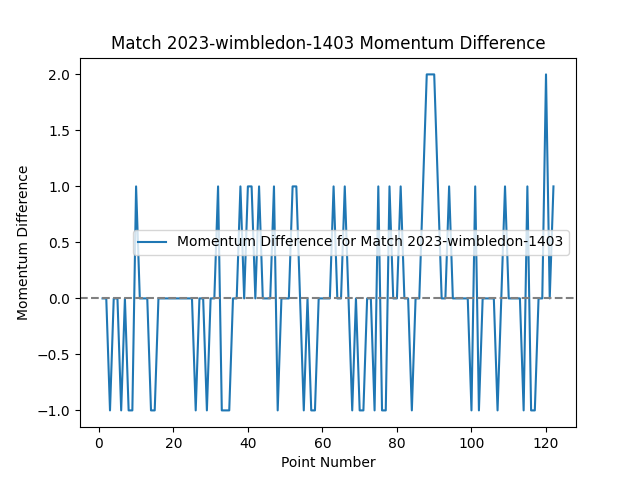 Match 2023-wimbledon-1403 Momentum Difference
2.0
1.5
1.0
0.5
0.0
−0.5
−1.0
Momentum Difference
Momentum Difference for Match 2023-wimbledon-1403
0 20 40 60 80 100 120
Point Number